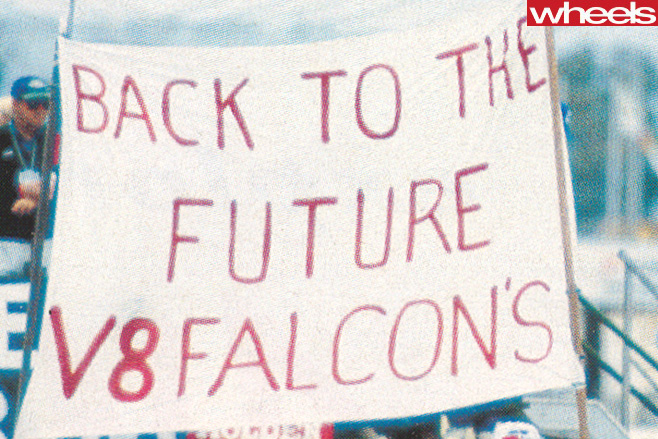 wheels
BACK TO THE
FUTURE
V8 FALCON'S